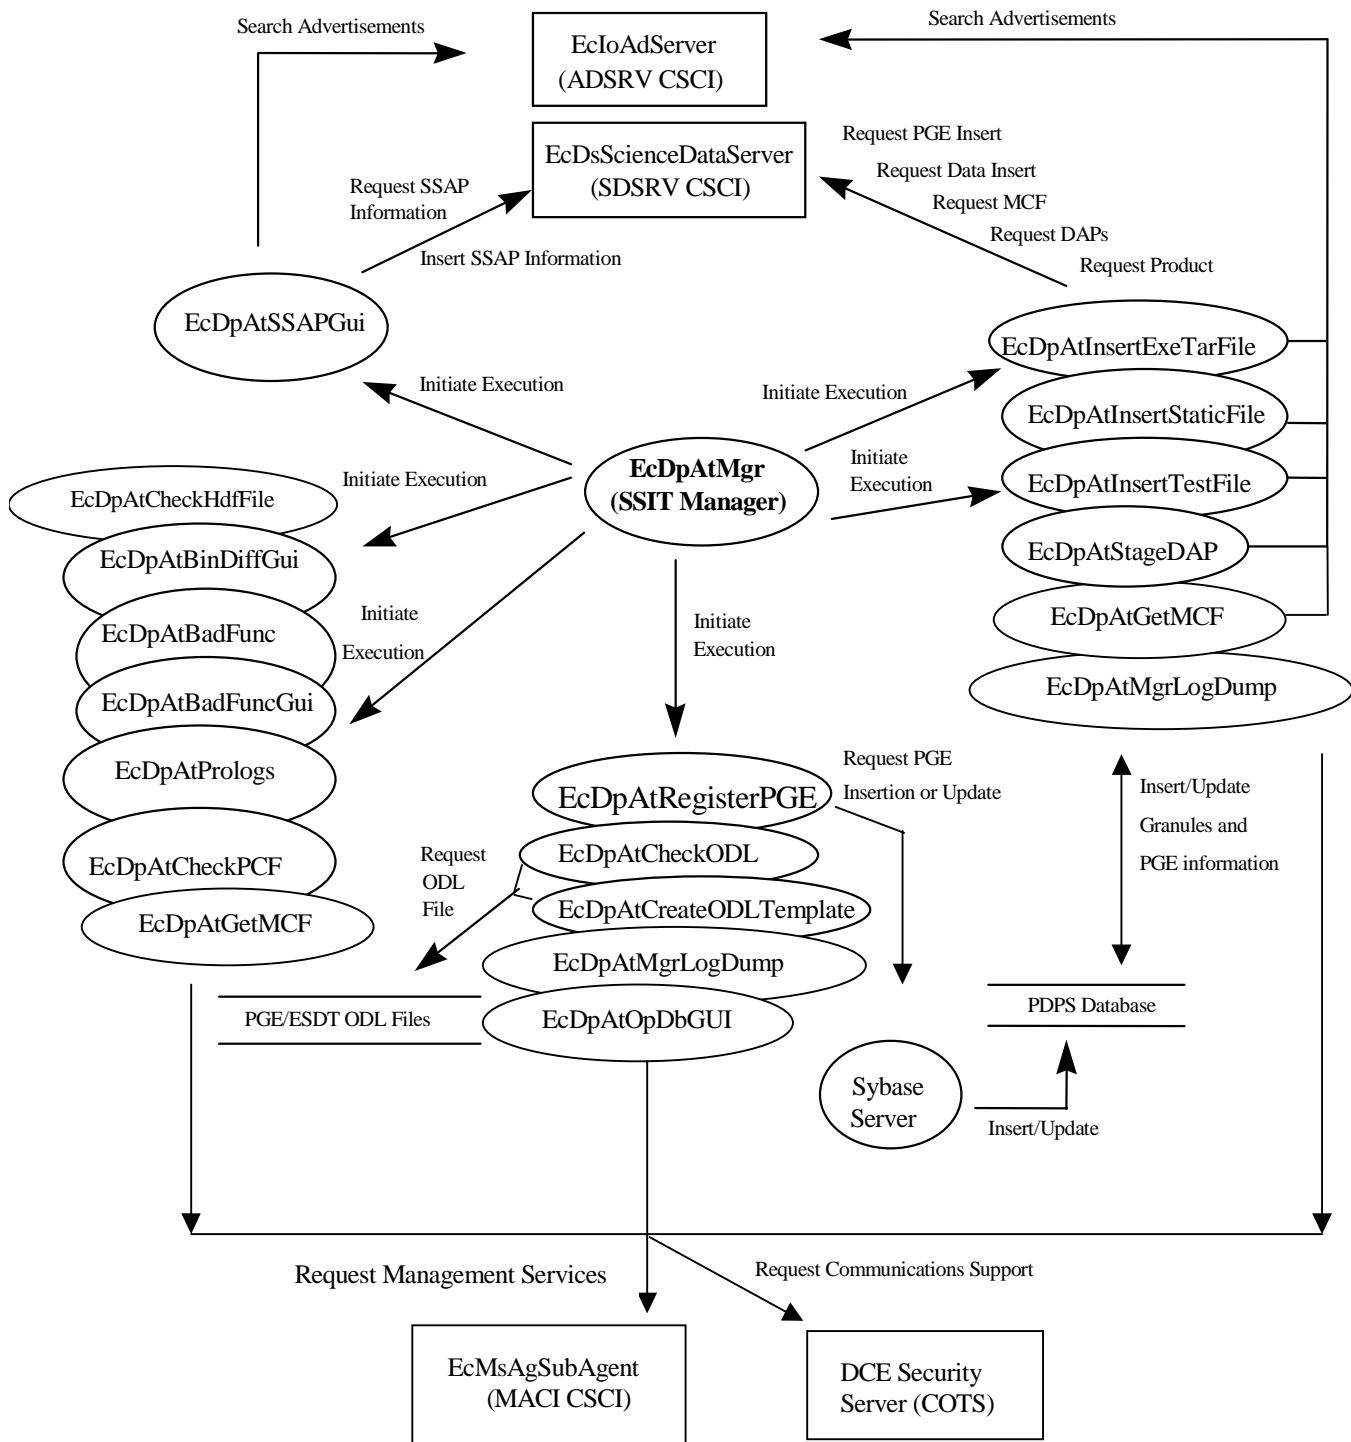 Search Advertisements
Search Advertisements
EcIoAdServer
(ADSRV CSCI)
EcDsScienceDataServer
(SDSRV CSCI)
Request PGE Insert
Request Data Insert
Request MCF
Request DAPs
Request Product
Request SSAP
Information
Insert SSAP Information
EcDpAtSSAPGui
Initiate Execution
Initiate Execution
EcDpAtInsertExeTarFile
EcDpAtInsertStaticFile
EcDpAtInsertTestFile
EcDpAtStageDAP
EcDpAtGetMCF
EcDpAtMgrLogDump
Initiate Execution
EcDpAtMgr
(SSIT Manager)
Initiate
Execution
EcDpAtCheckHdfFile
EcDpAtBinDiffGui
EcDpAtBadFunc
EcDpAtBadFuncGui
EcDpAtPrologs
EcDpAtCheckPCF
EcDpAtGetMCF
Initiate
Execution
Initiate
Execution
EcDpAtRegisterPGE
EcDpAtCheckODL
EcDpAtCreateODLTemplate
EcDpAtMgrLogDump
EcDpAtOpDbGUI
Request PGE
Insertion or Update
Insert/Update
Granules and
PGE information
Request
ODL
File
PGE/ESDT ODL Files
PDPS Database
Sybase
Server
Insert/Update
Request Management Services
Request Communications Support
EcMsAgSubAgent
(MACI CSCI)
DCE Security
Server (COTS)